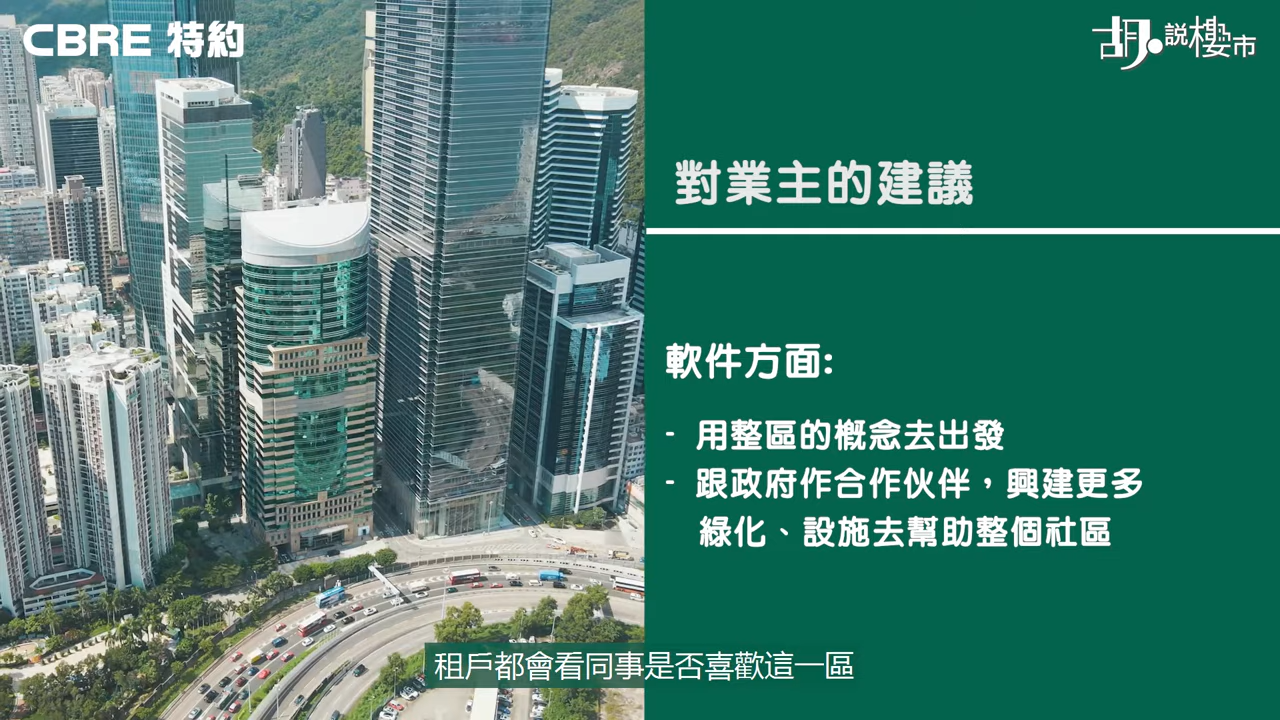 CBRE 特約
胡.說樓市
對業主的建議
軟件方面:
- 用整區的概念去出發
- 跟政府作合作伙伴，興建更多
綠化、設施去幫助整個社區
租戶都會看同事是否喜歡這一區